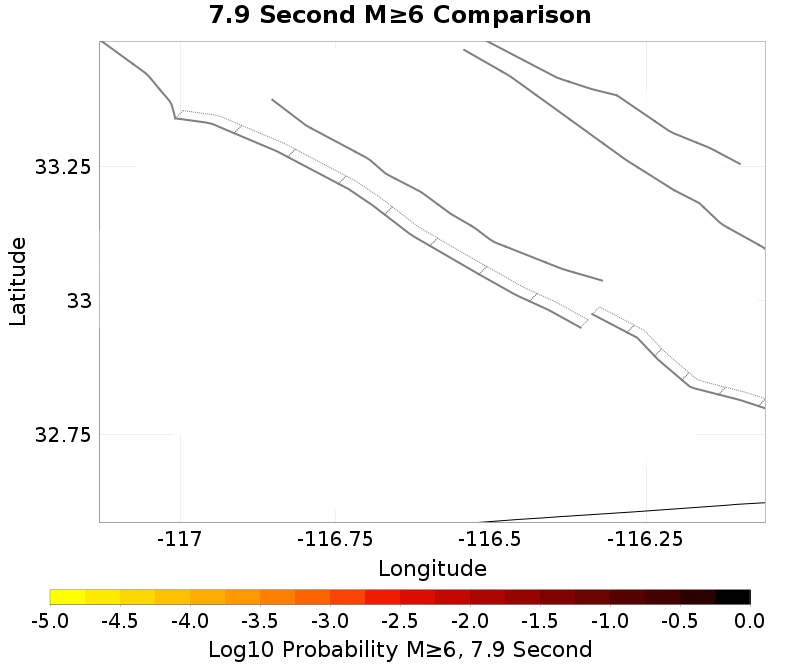 7.9 Second M≥6 Comparison
33.25
33
32.75
Latitude
-117 -116.75 -116.5 -116.25
Longitude
-5.0 -4.5 -4.0 -3.5 -3.0 -2.5 -2.0 -1.5 -1.0 -0.5 0.0
Log10 Probability M≥6, 7.9 Second